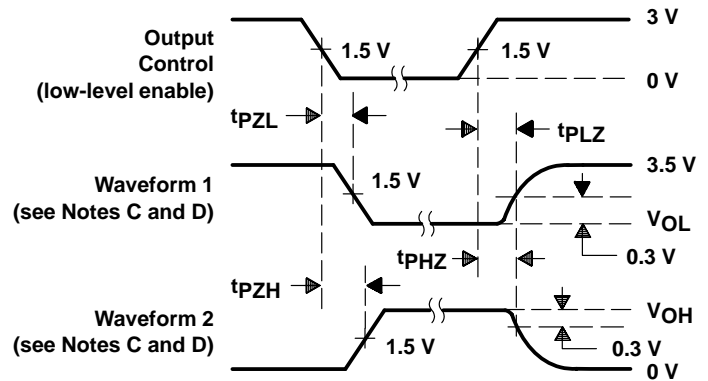 3 V
Output
Control
(low-level enable)
1.5 V
1.5 V
0 V
tPZL
tPLZ
3.5 V
Waveform 1
(see Notes C and D)
1.5 V
VOL
0.3 V
tPHZ
tPZH
VOH
Waveform 2
(see Notes C and D)
1.5 V
0.3 V
0 V